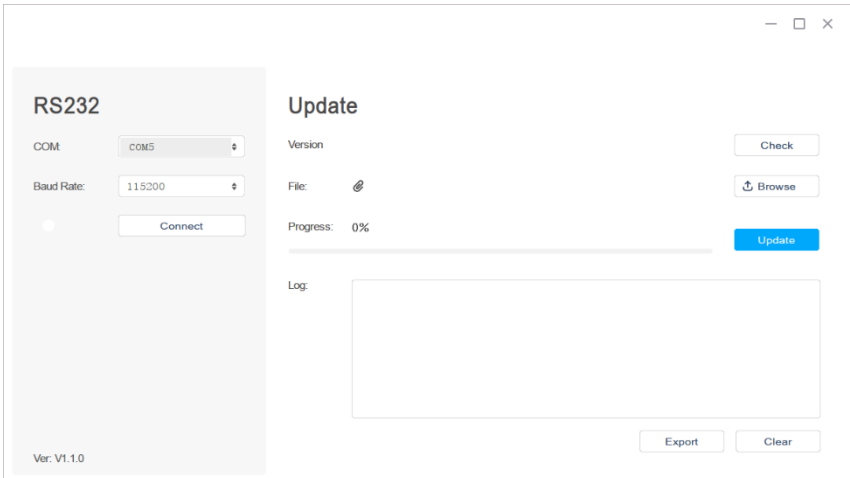 RS232
COM:
COM5
Baud Rate:
115200
Connect
Ver: V1.1.0
Update
Version
Check
File:
Browse
Progress:
0%
Update
Log:
Export
Clear